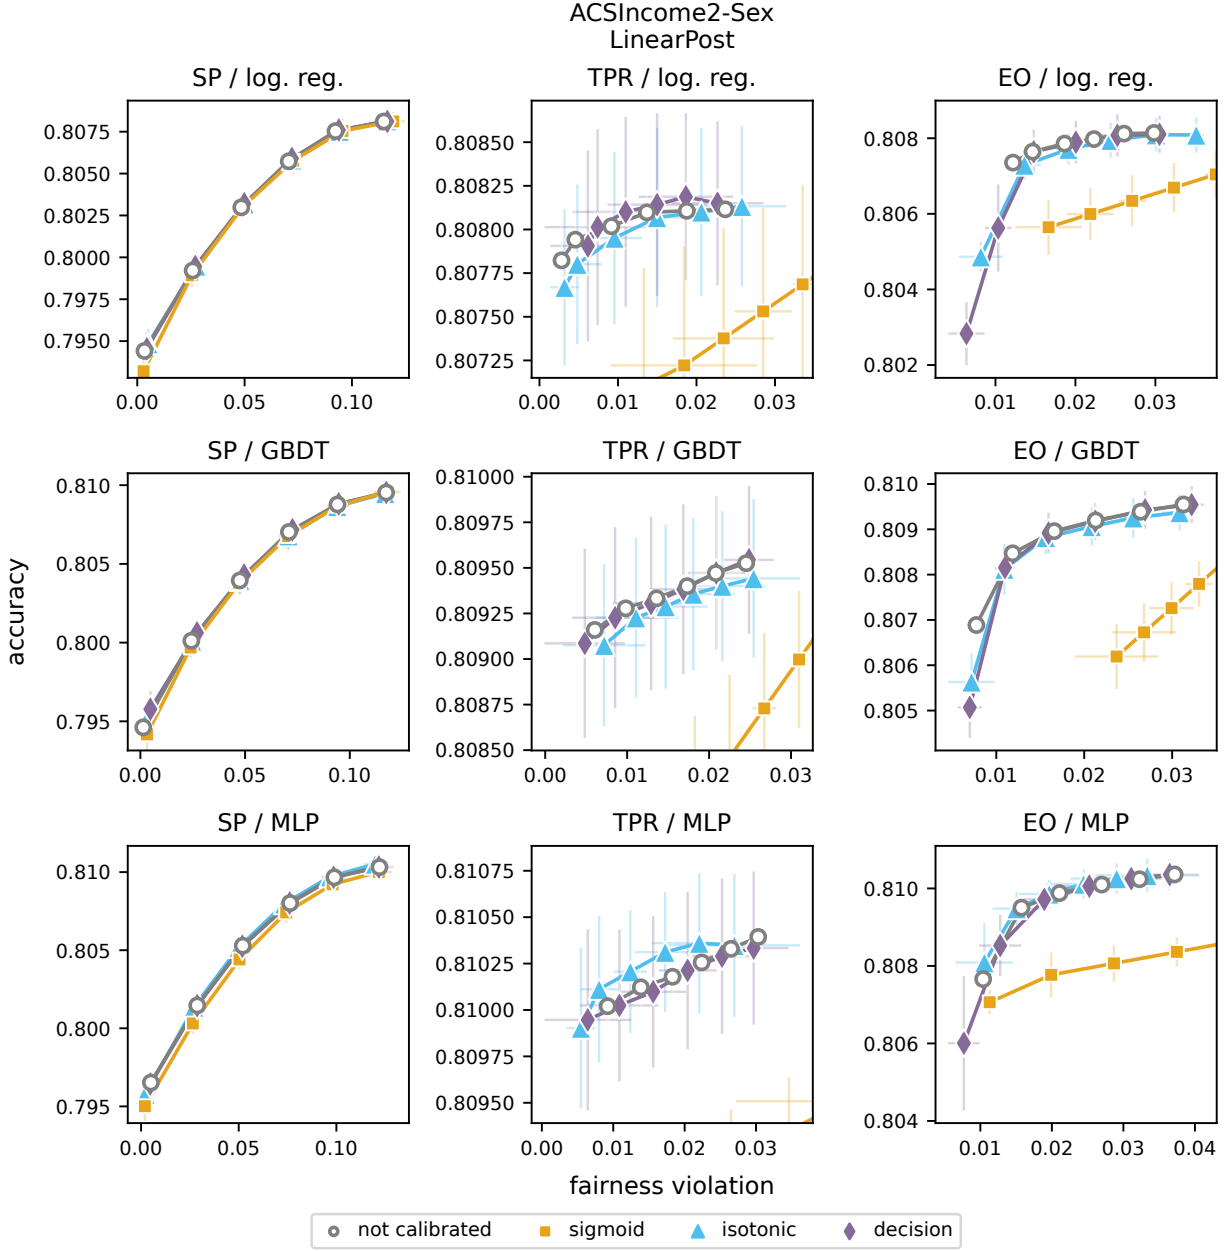 ACSIncome2-Sex
LinearPost
SP / log. reg.
TPR / log. reg.
EO / log. reg.
0.8075
0.8050
0.8025
0.8000
0.7975
0.7950
0.00 0.05 0.10
0.80850
0.80825
0.80800
0.80775
0.80750
0.80725
0.00 0.01 0.02 0.03
0.808
0.806
0.804
0.802
0.01 0.02 0.03
SP / GBDT
TPR / GBDT
EO / GBDT
accuracy
0.810
0.805
0.800
0.795
0.00 0.05 0.10
0.81000
0.80975
0.80950
0.80925
0.80900
0.80875
0.80850
0.00 0.01 0.02 0.03
0.810
0.809
0.808
0.807
0.806
0.805
0.01 0.02 0.03
SP / MLP
TPR / MLP
EO / MLP
0.810
0.805
0.800
0.795
0.00 0.05 0.10
0.81075
0.81050
0.81025
0.81000
0.80975
0.80950
0.00 0.01 0.02 0.03
0.810
0.808
0.806
0.804
0.01 0.02 0.03 0.04
fairness violation
not calibrated sigmoid isotonic decision